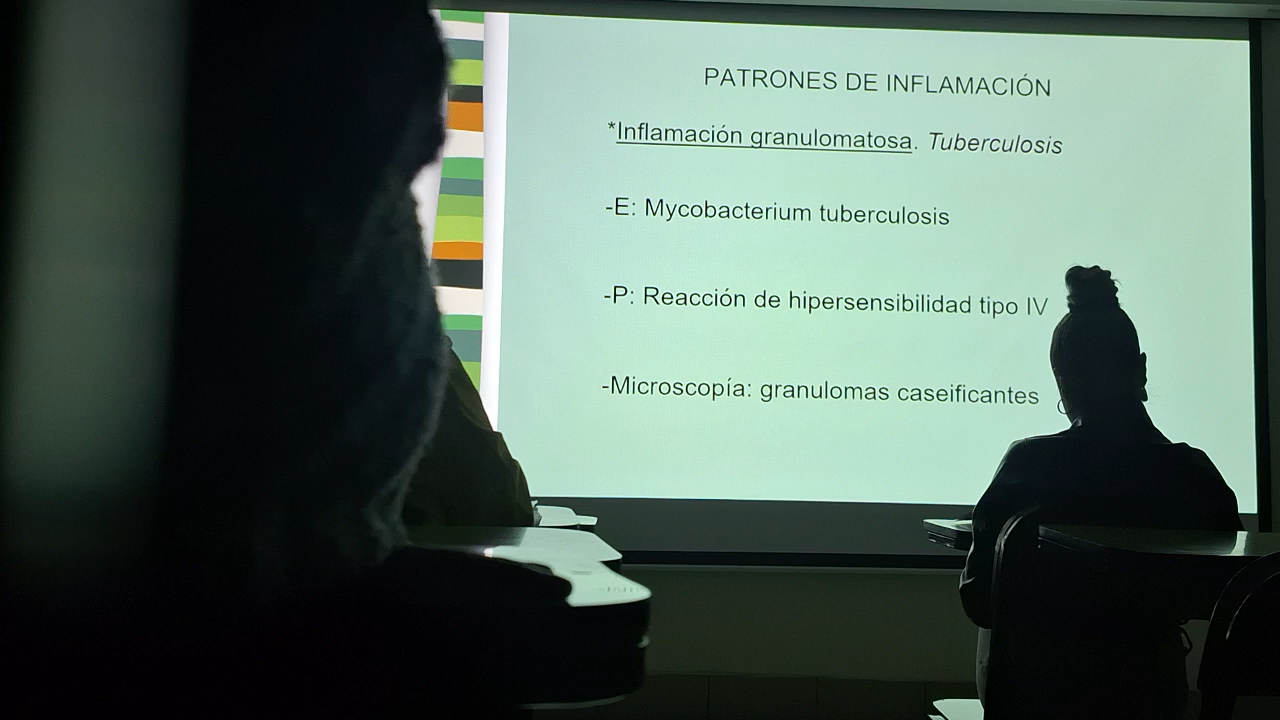 PATRONES DE INFLAMACIÓN
*Inflamación granulomatosa. Tuberculosis
-E: Mycobacterium tuberculosis
-P: Reacción de hipersensibilidad tipo IV
-Microscopía: granulomas caseificantes